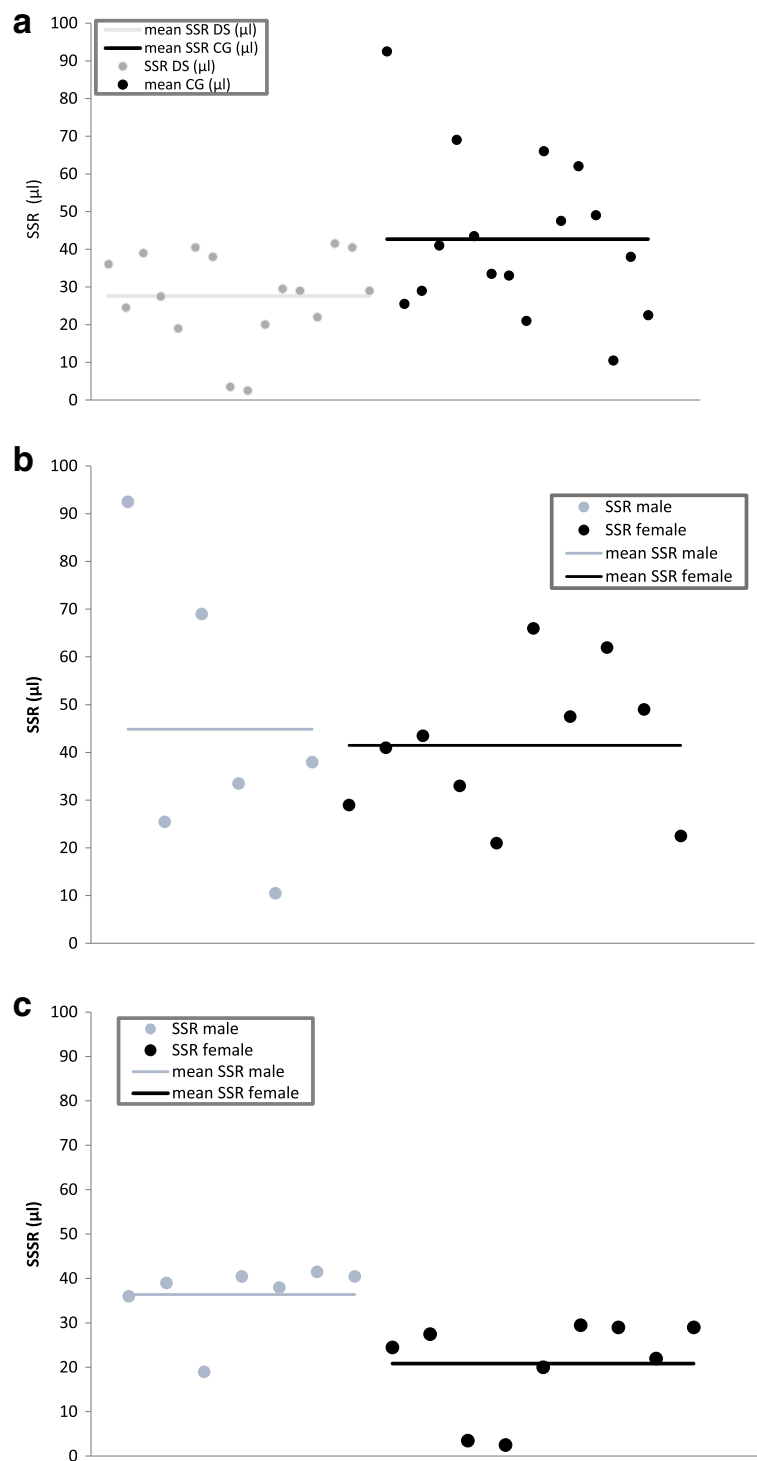 a
100
90
80
70
60
50
40
30
20
10
0
SSR (µl)
mean SSR DS (µl)
mean SSR CG (µl)
SSR DS (µl)
mean CG (µl)
b
100
90
80
70
60
50
40
30
20
10
0
SSR (µl)
SSR male
SSR female
mean SSR male
mean SSR female
c
100
90
80
70
60
50
40
30
20
10
0
SSSR (µl)
SSR male
SSR female
mean SSR male
mean SSR female